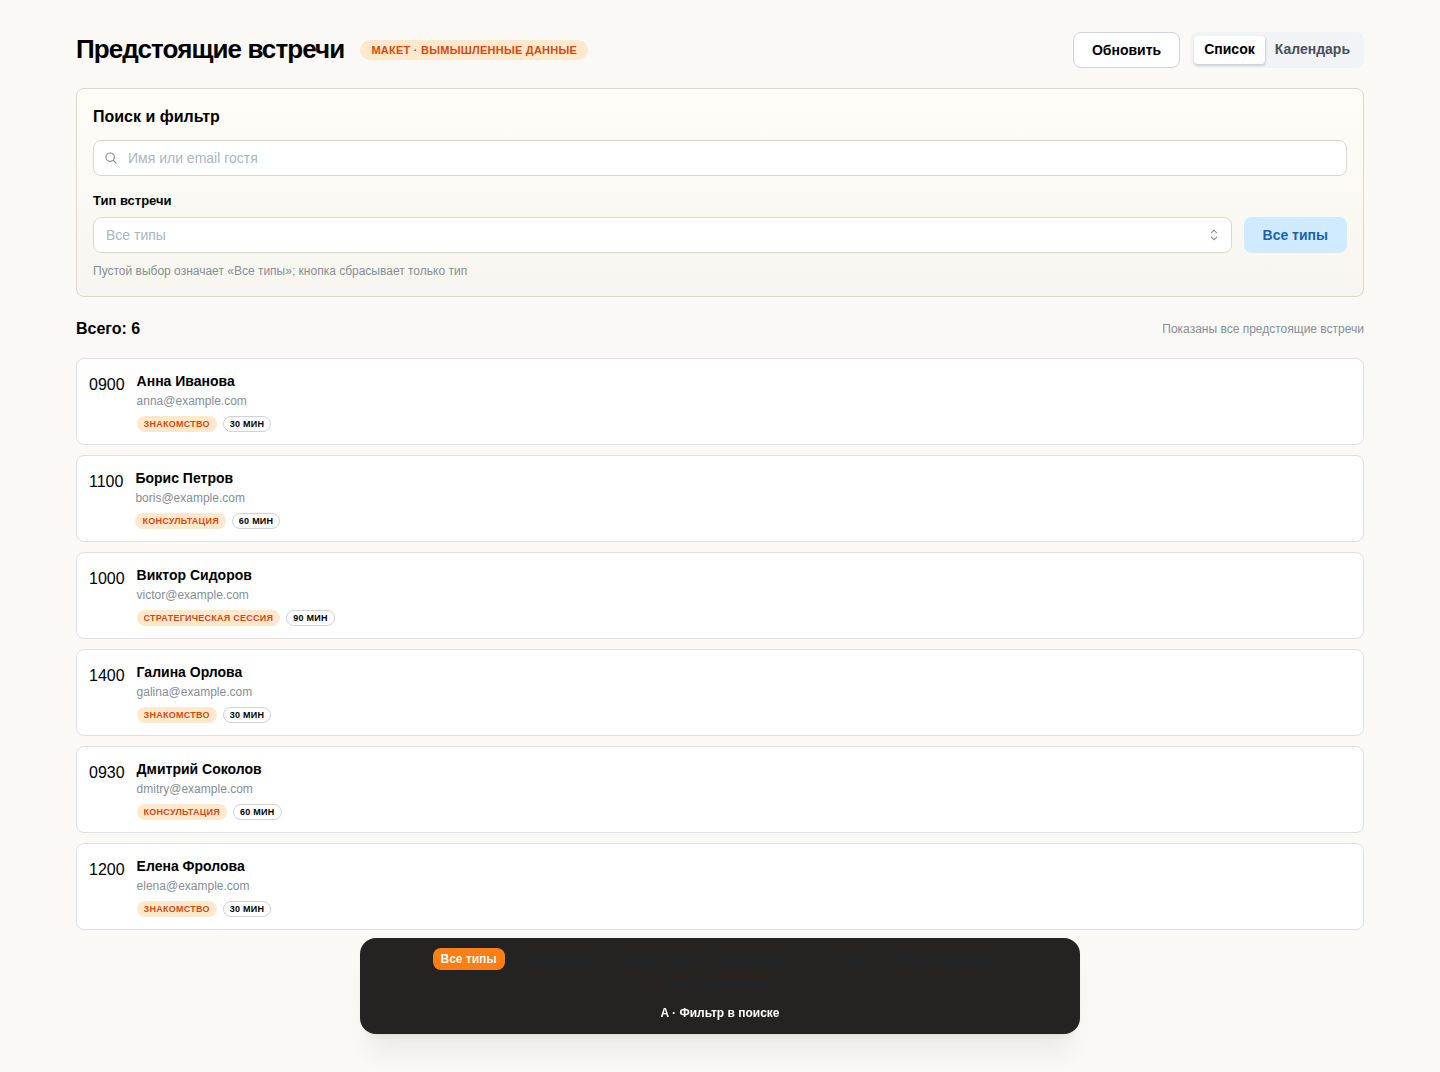 Предстоящие встречи
МАКЕТ · ВЫМЫШЛЕННЫЕ ДАННЫЕ
Обновить
Список
Календарь
Поиск и фильтр
Имя или email гостя
Тип встречи
Все типы
Все типы
Пустой выбор означает «Все типы»; кнопка сбрасывает только тип
Всего: 6
Показаны все предстоящие встречи
0900
Анна Иванова
anna@example.com
ЗНАКОМСТВО
30 МИН
1100
Борис Петров
boris@example.com
КОНСУЛЬТАЦИЯ
60 МИН
1000
Виктор Сидоров
victor@example.com
СТРАТЕГИЧЕСКАЯ СЕССИЯ
90 МИН
1400
Галина Орлова
galina@example.com
ЗНАКОМСТВО
30 МИН
0930
Дмитрий Соколов
dmitry@example.com
КОНСУЛЬТАЦИЯ
60 МИН
1200
Елена Фролова
elena@example.com
ЗНАКОМСТВО
30 МИН
Все типы
A · Фильтр в поиске